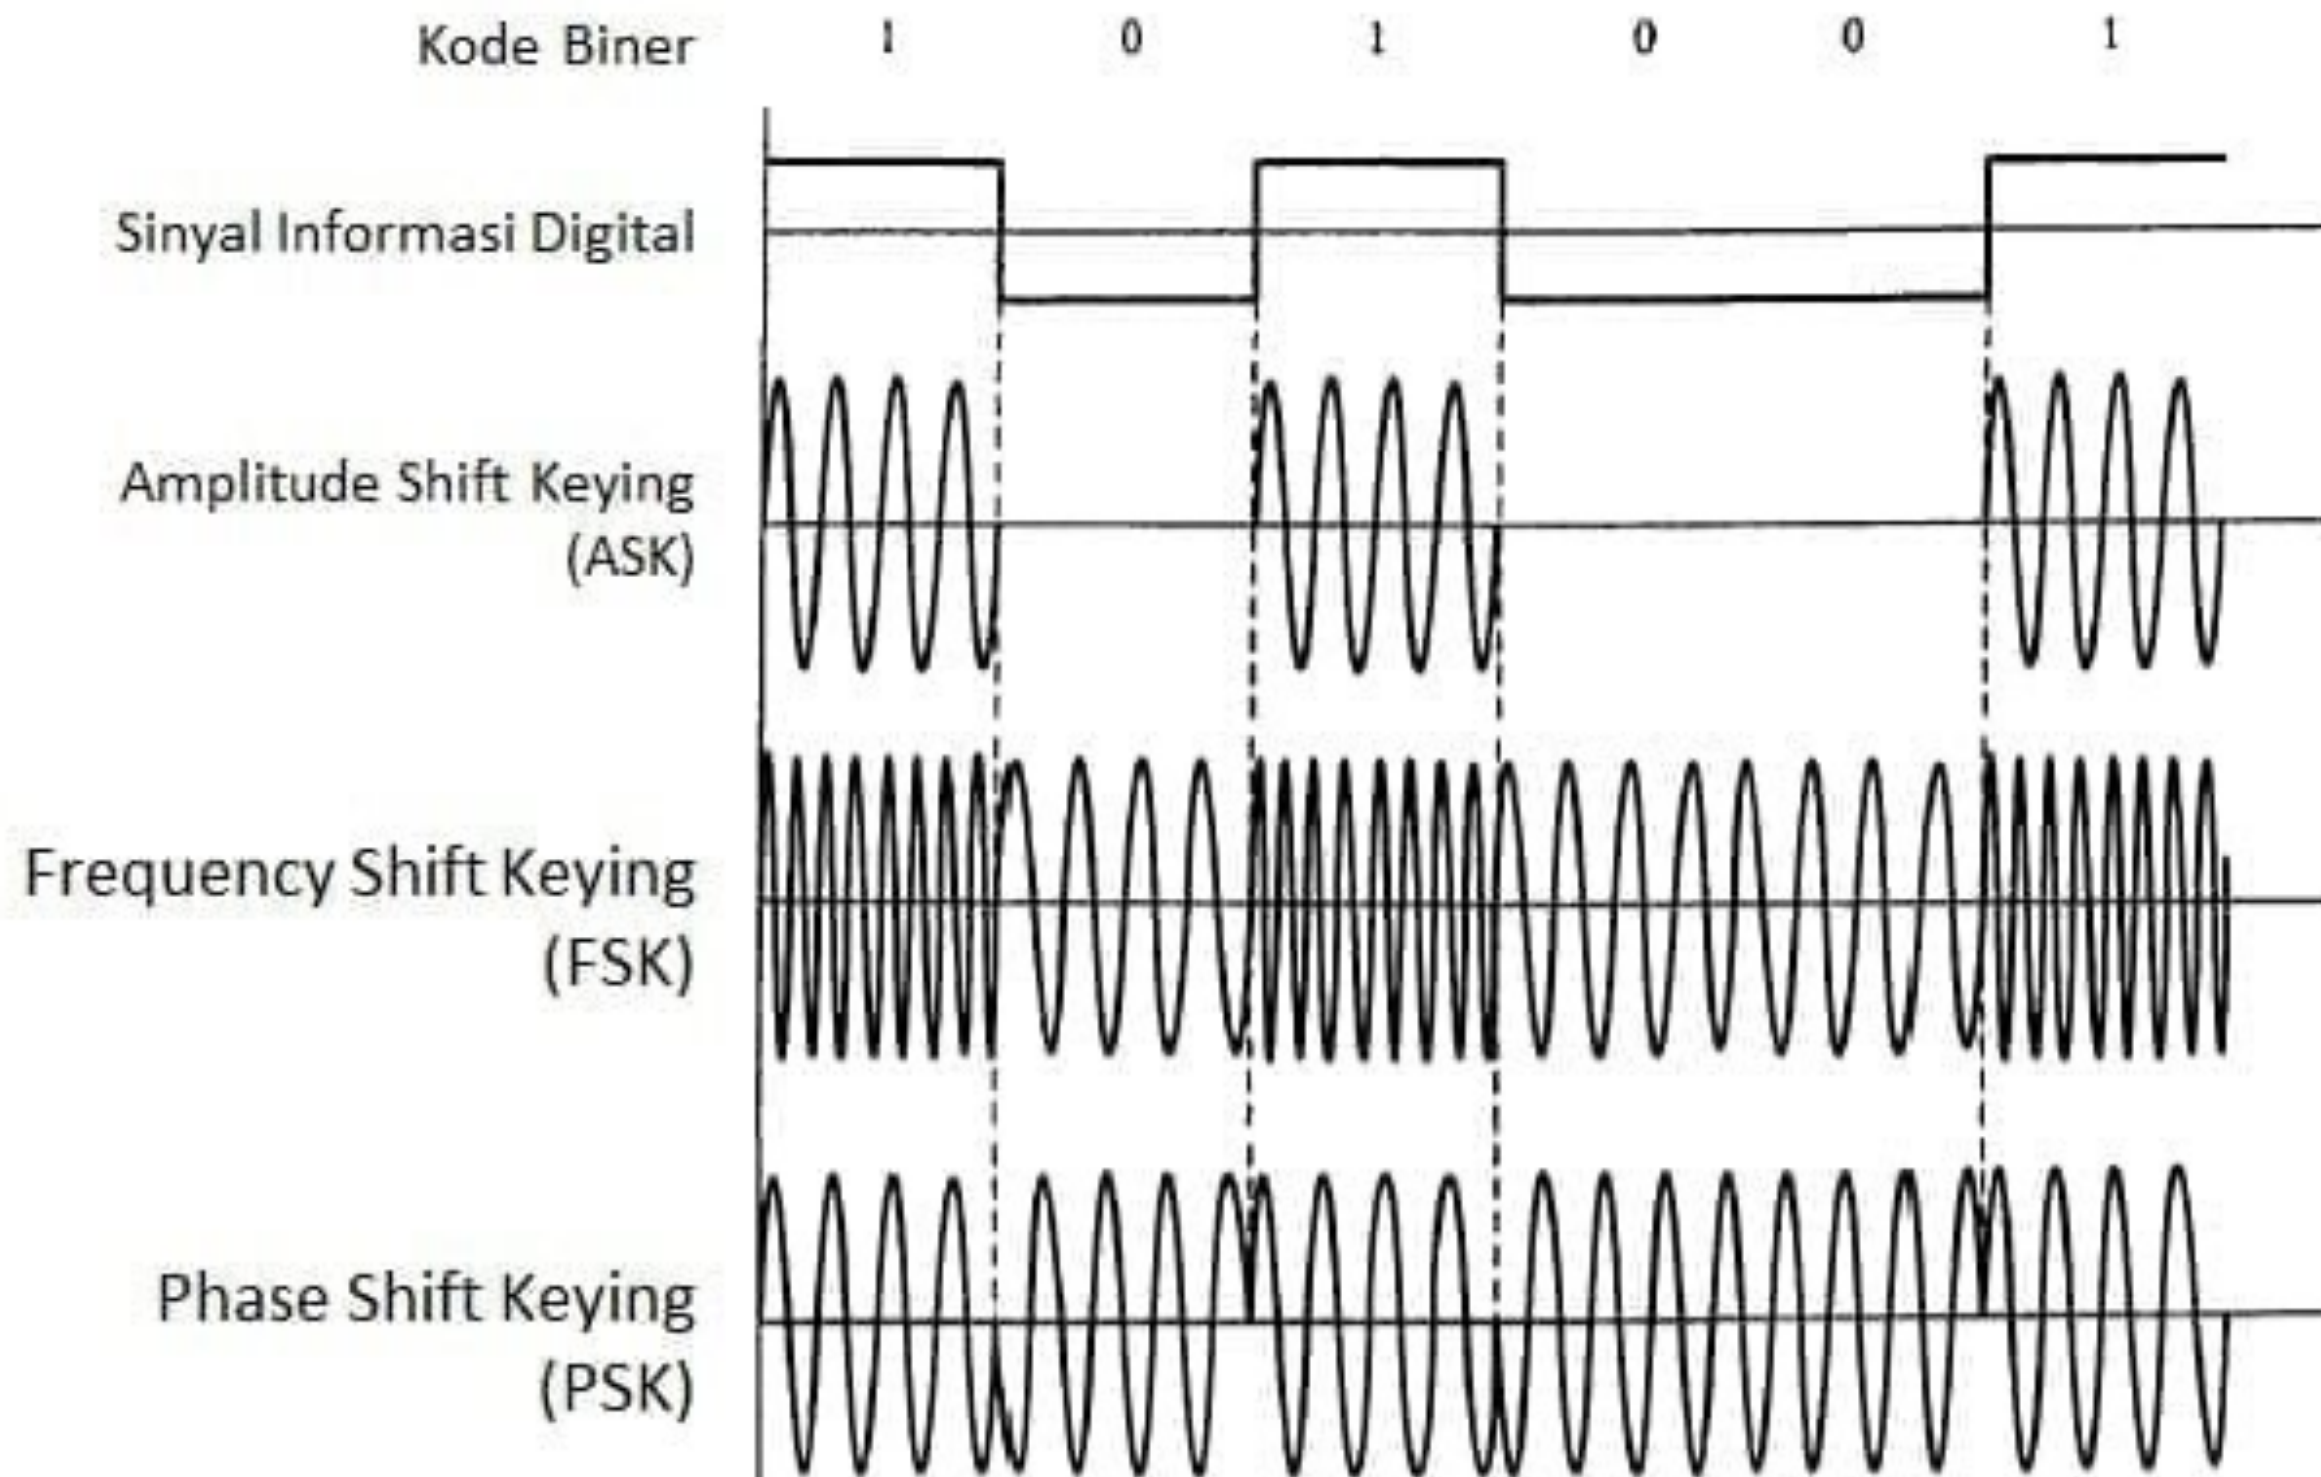 Kode Biner 1 0 1 0 0 1
Sinyal Informasi Digital
Amplitude Shift Keying
(ASK)
Frequency Shift Keying
(FSK)
Phase Shift Keying
(PSK)